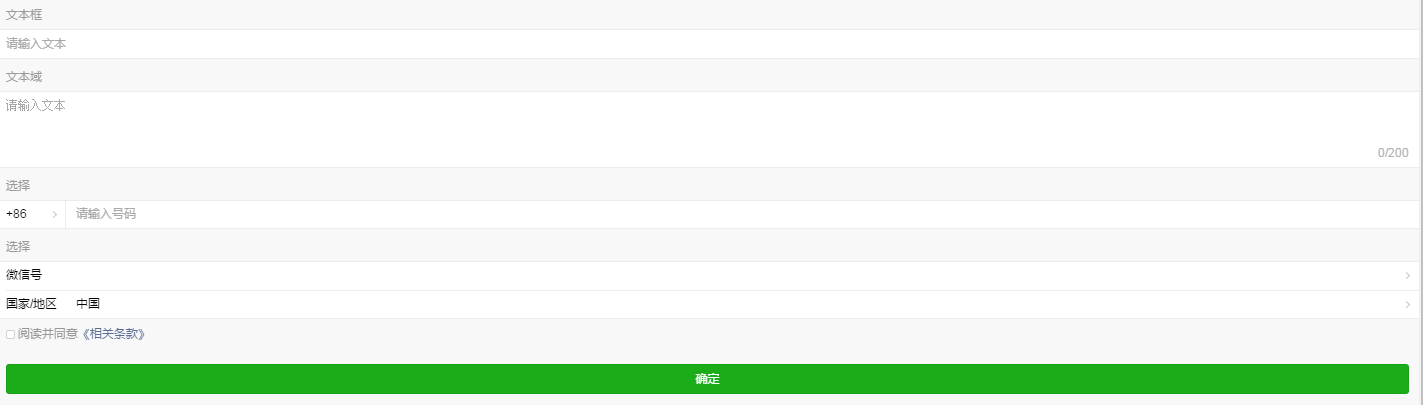 文本框
请输入文本
文本域
请输入文本
0/200
选择
+86 请输入号码
选择
微信号
国家/地区 中国
阅读并同意《相关条款》
确定